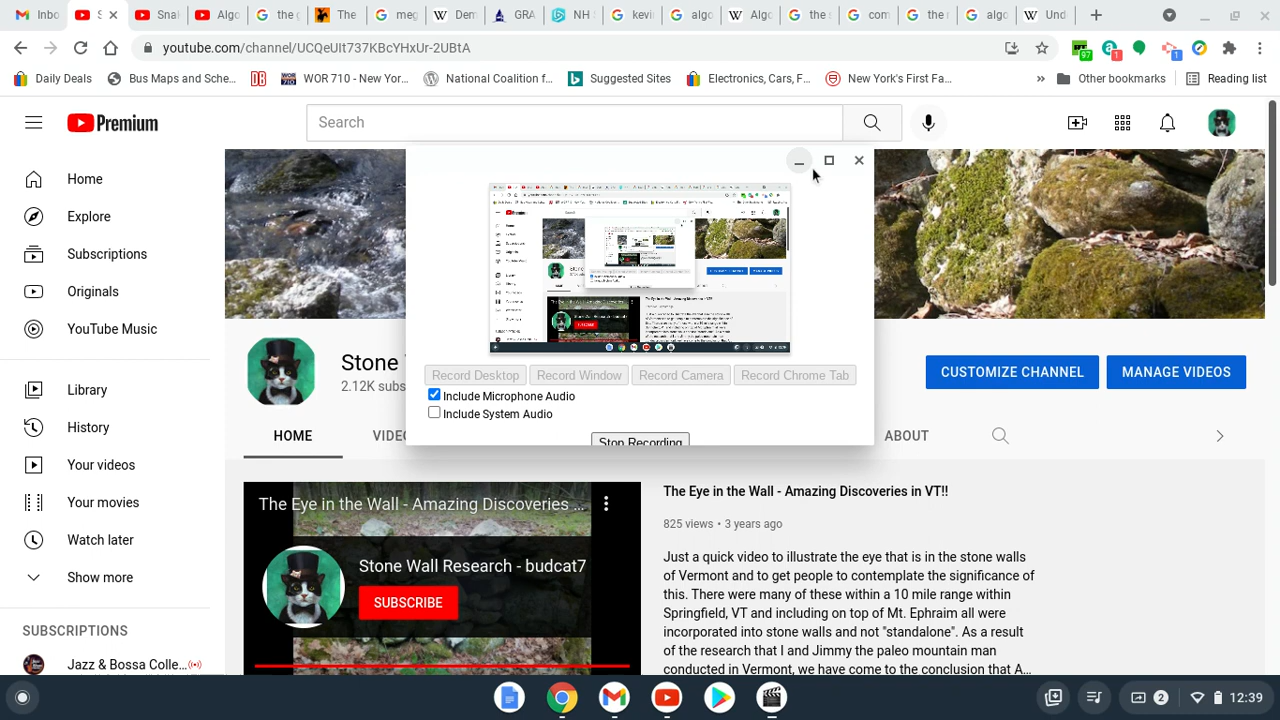 Inbo
S
Snal
Algo
the g
The
meg
Dem
GRA
NH S
kevi
algo
Algo
the s
com
the r
algo
Und
youtube.com/channel/UCQeUIt737KBcYHxUr-2UBtA
97
1
1
Daily Deals
Bus Maps and Sche...
DB
WOR 710 - New Yor...
National Coalition f...
Suggested Sites
Electronics, Cars, F...
New York's First Fa...
»
Other bookmarks
Reading list
Premium
Search
Home
Explore
Subscriptions
Originals
YouTube Music
Library
History
Your videos
Your movies
Watch later
Show more
SUBSCRIPTIONS
Jazz & Bossa Colle...
Record Desktop
Record Window
Record Camera
Record Chrome Tab
Include Microphone Audio
Include System Audio
Stop Recording
Stone
2.12K subs
CUSTOMIZE CHANNEL
MANAGE VIDEOS
HOME
VIDE
ABOUT
The Eye in the Wall - Amazing Discoveries ...
Stone Wall Research - budcat7
SUBSCRIBE
The Eye in the Wall - Amazing Discoveries in VT!!
825 views • 3 years ago
Just a quick video to illustrate the eye that is in the stone walls
of Vermont and to get people to contemplate the significance of
this. There were many of these within a 10 mile range within
Springfield, VT and including on top of Mt. Ephraim all were
incorporated into stone walls and not "standalone". As a result
of the research that I and Jimmy the paleo mountain man
conducted in Vermont, we have come to the conclusion that A...
2
12:39